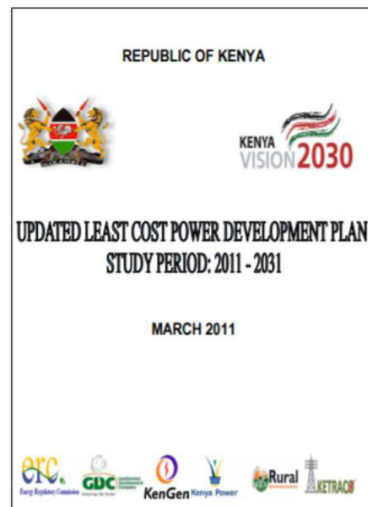 REPUBLIC OF KENYA
KENYA
VISION 2030
UPDATED LEAST COST POWER DEVELOPMENT PLAN
STUDY PERIOD: 2011 - 2031
MARCH 2011
erc
Energy Regulatory Commission
GDC
KenGen
Kenya Power
Rural
KETRACO